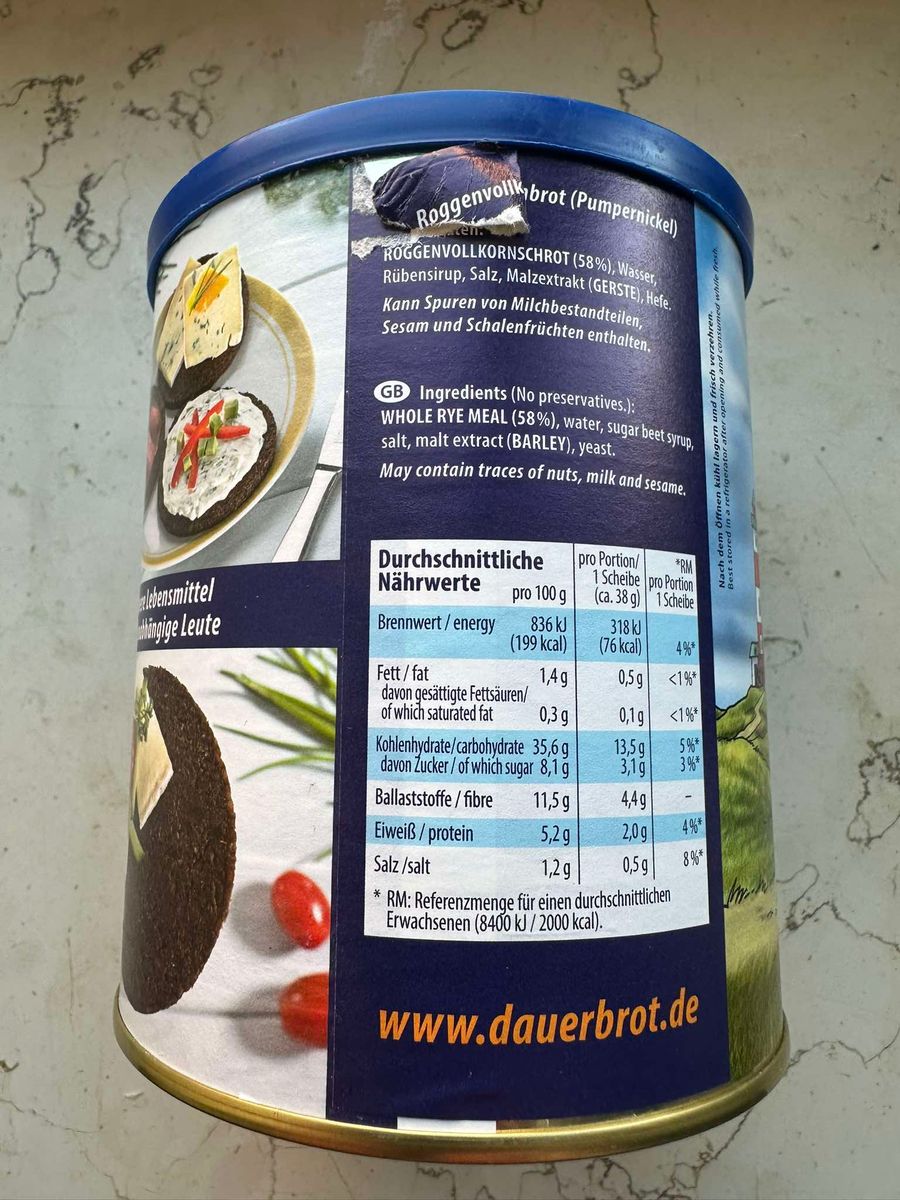 Roggenvollk nbrot (Pumpernickel)
ten:
ROGGENVOLLKORNSCHROT (58%), Wasser,
Rübensirup, Salz, Malzextrakt (GERSTE), Hefe.
Kann Spuren von Milchbestandteilen,
Sesam und Schalenfrüchten enthalten.
GB Ingredients (No preservatives.):
WHOLE RYE MEAL (58%), water, sugar beet syrup,
salt, malt extract (BARLEY), yeast.
May contain traces of nuts, milk and sesame.
Durchschnittliche
Nährwerte
pro 100 g
pro Portion/
1 Scheibe
(ca. 38 g)
*RM
pro Portion
1 Scheibe
Brennwert / energy 836 kJ 318 kJ
(199 kcal) (76 kcal) 4%*
Fett / fat 1,4 g 0,5 g <1%*
davon gesättigte Fettsäuren/
of which saturated fat 0,3 g 0,1 g <1%*
Kohlenhydrate/carbohydrate 35,6 g 13,5 g 5%*
davon Zucker / of which sugar 8,1 g 3,1 g 3%*
Ballaststoffe / fibre 11,5 g 4,4 g –
Eiweiß / protein 5,2 g 2,0 g 4%*
Salz /salt 1,2 g 0,5 g 8%*
* RM: Referenzmenge für einen durchschnittlichen
Erwachsenen (8400 kJ / 2000 kcal).
www.dauerbrot.de
Nach dem Öffnen kühl lagern und frisch verzehren.
Best stored in a refrigerator after opening and consumed while fresh.
Lebensmittel
hängige Leute